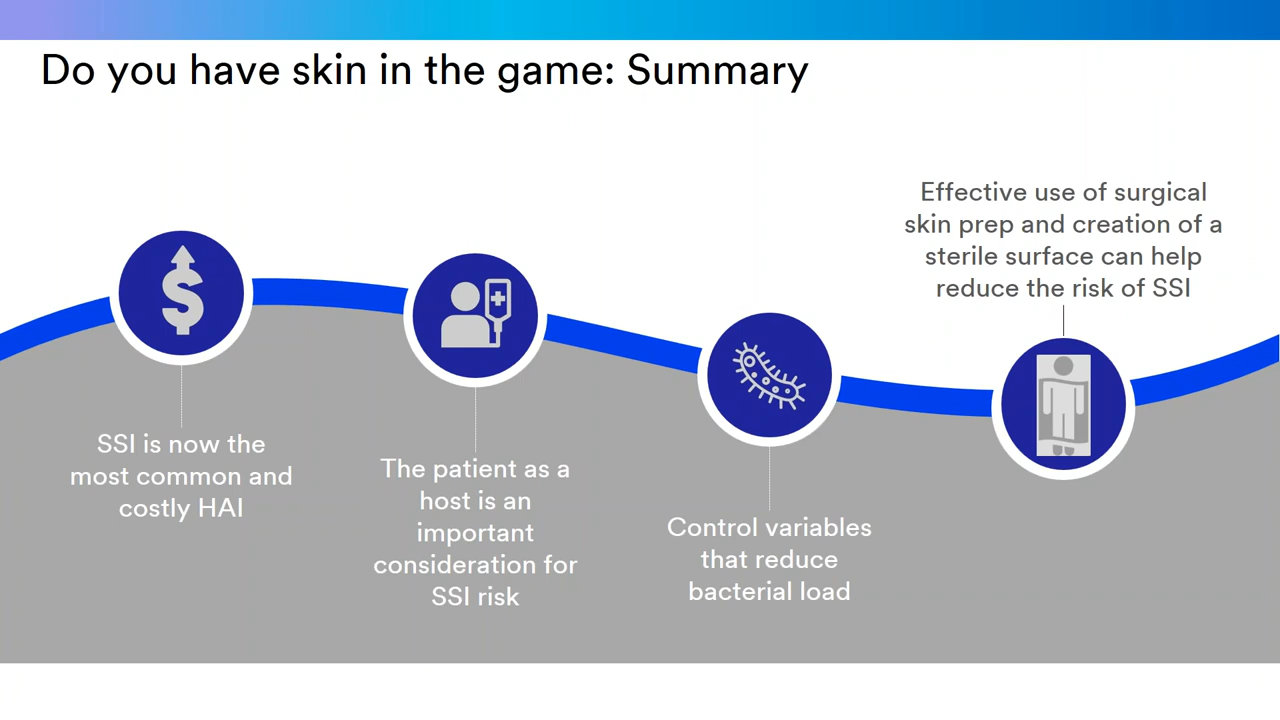 Do you have skin in the game: Summary
SSI is now the
most common and
costly HAI
The patient as a
host is an
important
consideration for
SSI risk
Control variables
that reduce
bacterial load
Effective use of surgical
skin prep and creation of a
sterile surface can help
reduce the risk of SSI